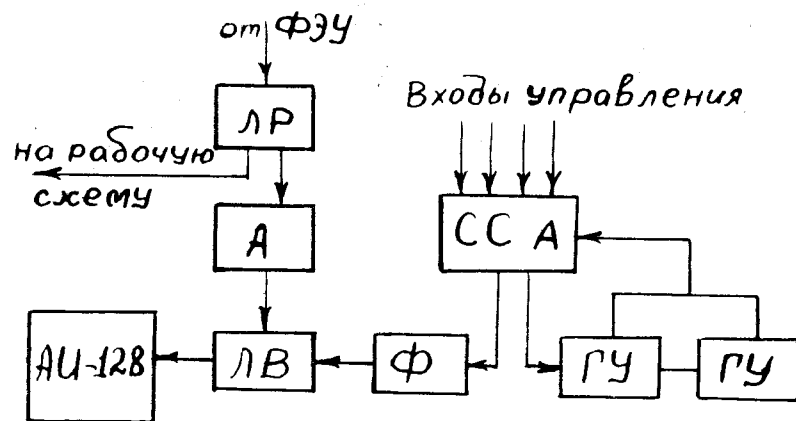 от ФЭУ
ЛР
Входы управления
на рабочую
схему
А
ССА
АИ-128
ЛВ
Ф
ГУ
ГУ